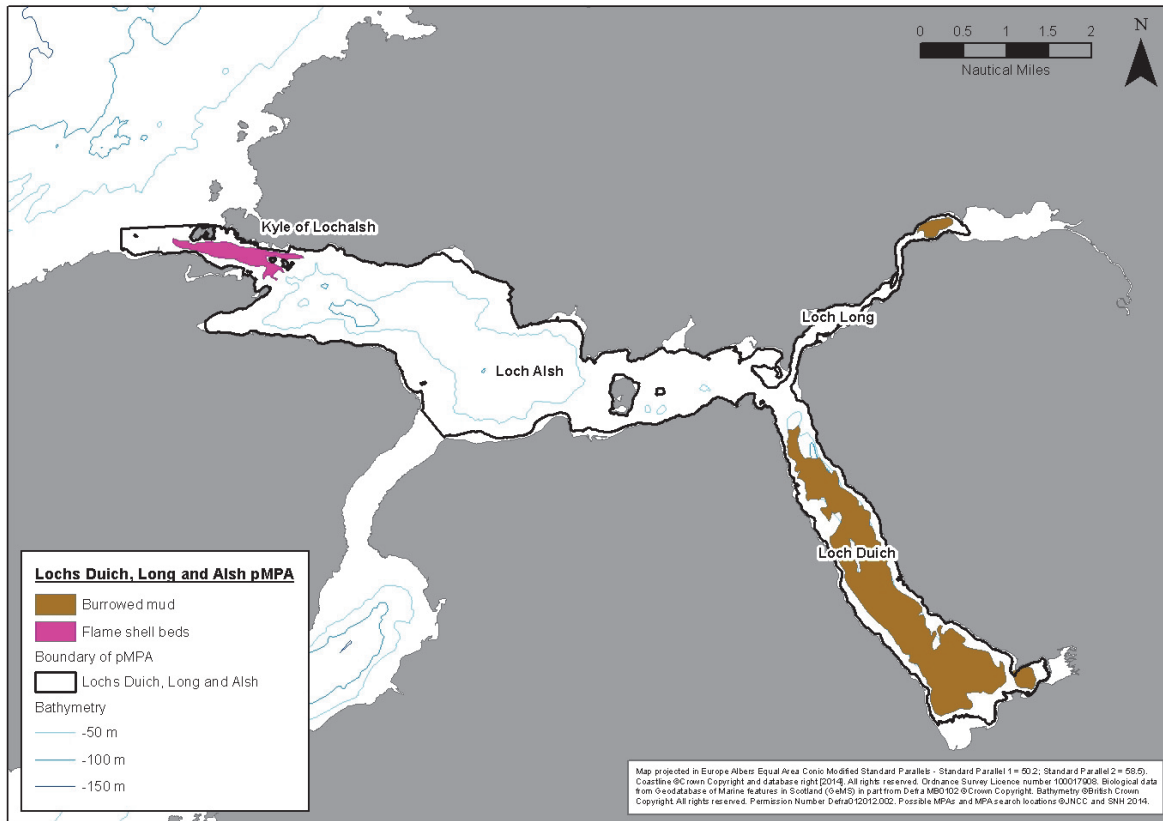 0 0.5 1 1.5 2
Nautical Miles
N
Kyle of Lochalsh
Loch Long
Loch Alsh
Loch Duich
Lochs Duich, Long and Alsh pMPA
Burrowed mud
Flame shell beds
Boundary of pMPA
Lochs Duich, Long and Alsh
Bathymetry
-50 m
-100 m
-150 m
Map projected in Europe Albers Equal Area Conic Modified Standard Parallels - Standard Parallel 1 = 50.2; Standard Parallel 2 = 58.5).
Coastline ©Crown Copyright and database right [2014]. All rights reserved. Ordnance Survey Licence number 100017908. Biological data
from Geodatabase of Marine features in Scotland (GeMS) in part from Defra MB0102 ©Crown Copyright. Bathymetry ©British Crown
Copyright. All rights reserved. Permission Number Defra012012.002. Possible MPAs and MPA search locations ©JNCC and SNH 2014.